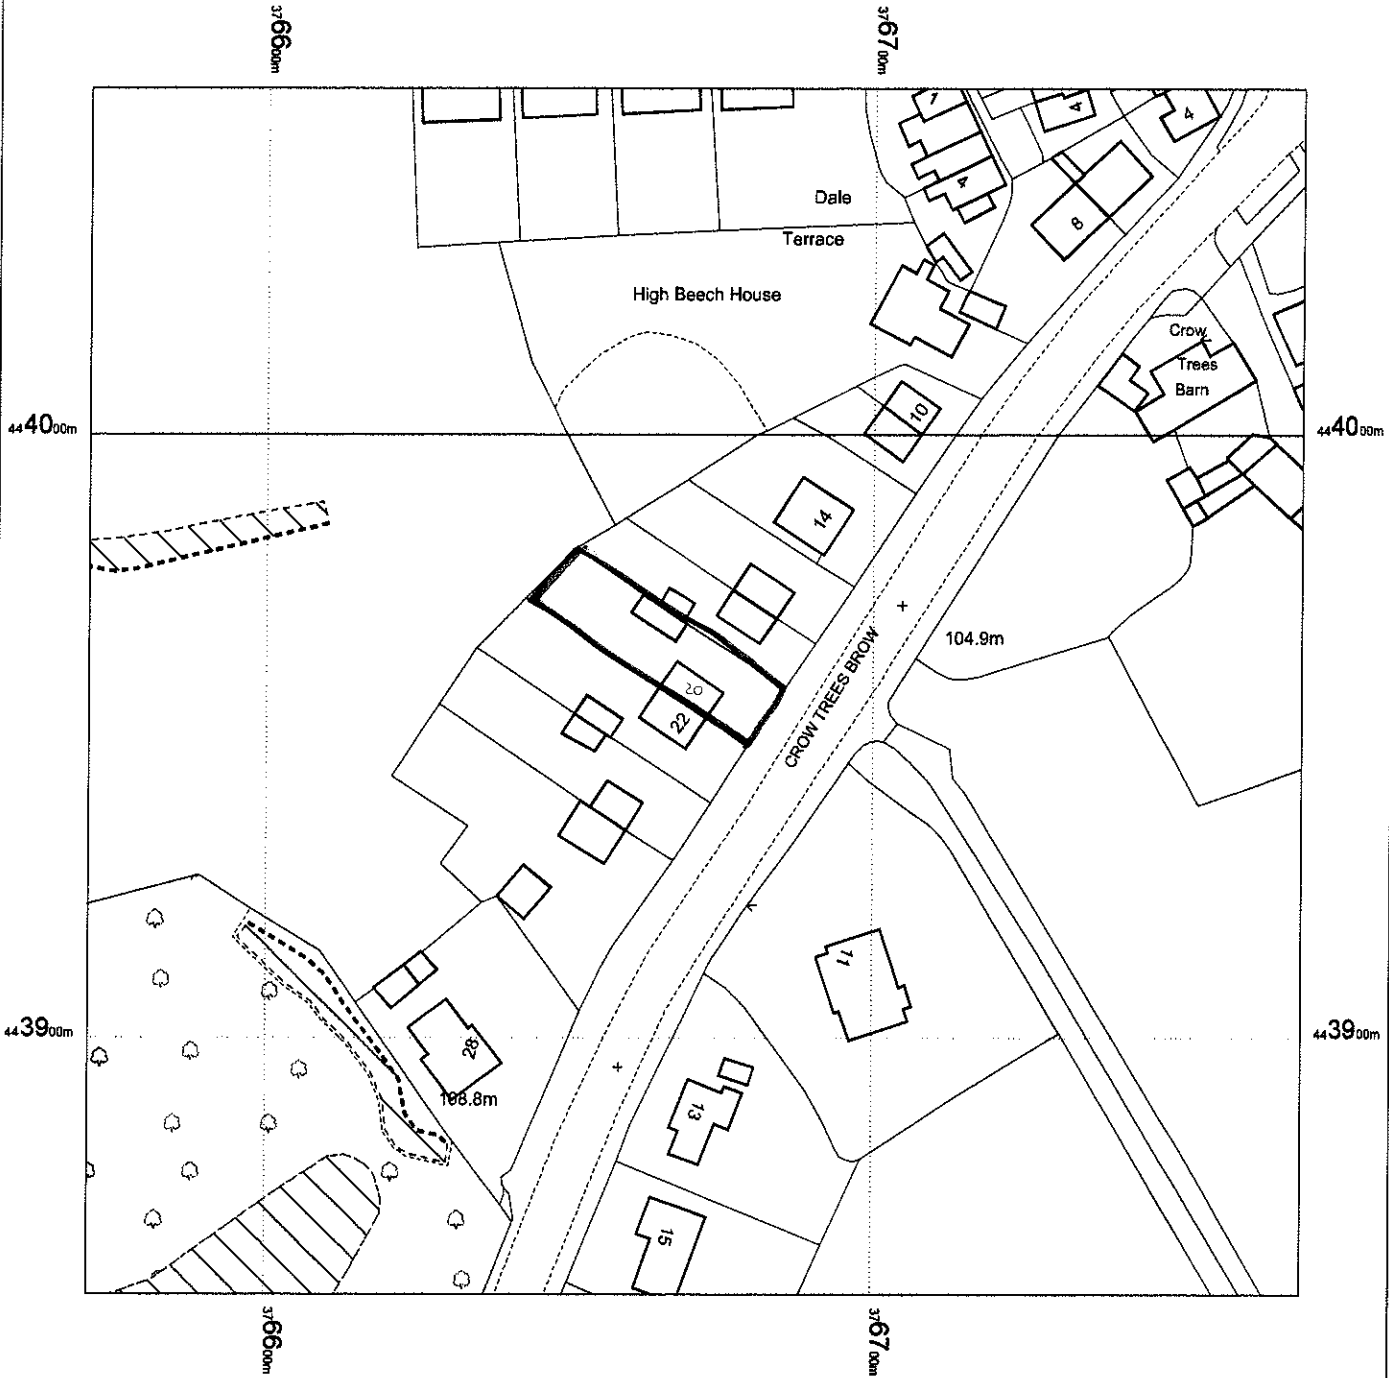 376600m
376700m
1
4
4
4
Dale
8
Terrace
High Beech House
Crow
Trees
Barn
10
444000m
444000m
14
104.9m
CROW TREES BROW
20
22
11
443900m
443900m
28
108.8m
13
15
376600m
376700m